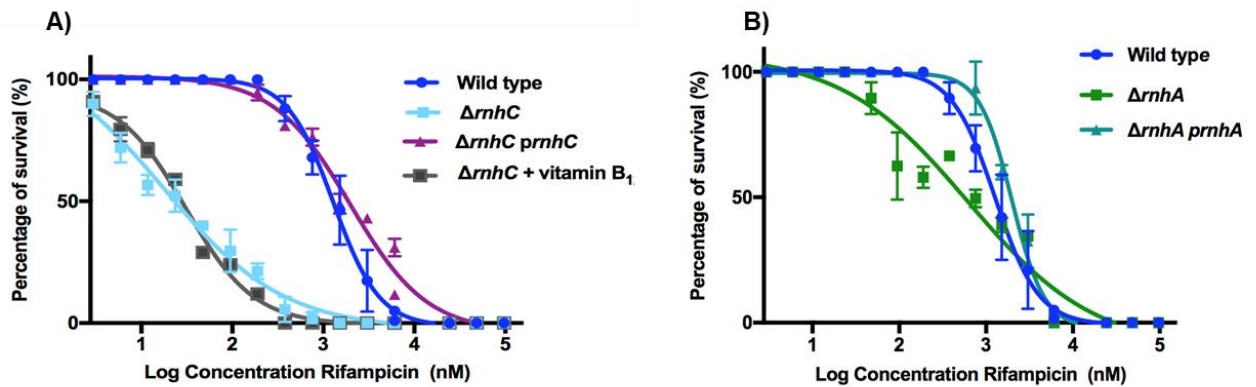 A)
Percentage of survival (%)
100
50
0
1 2 3 4 5
Log Concentration Rifampicin (nM)
Wild type
ΔrnhC
ΔrnhC prnhC
ΔrnhC + vitamin B₁
B)
Percentage of survival (%)
100
50
0
1 2 3 4 5
Log Concentration Rifampicin (nM)
Wild type
ΔrnhA
ΔrnhA prnhA